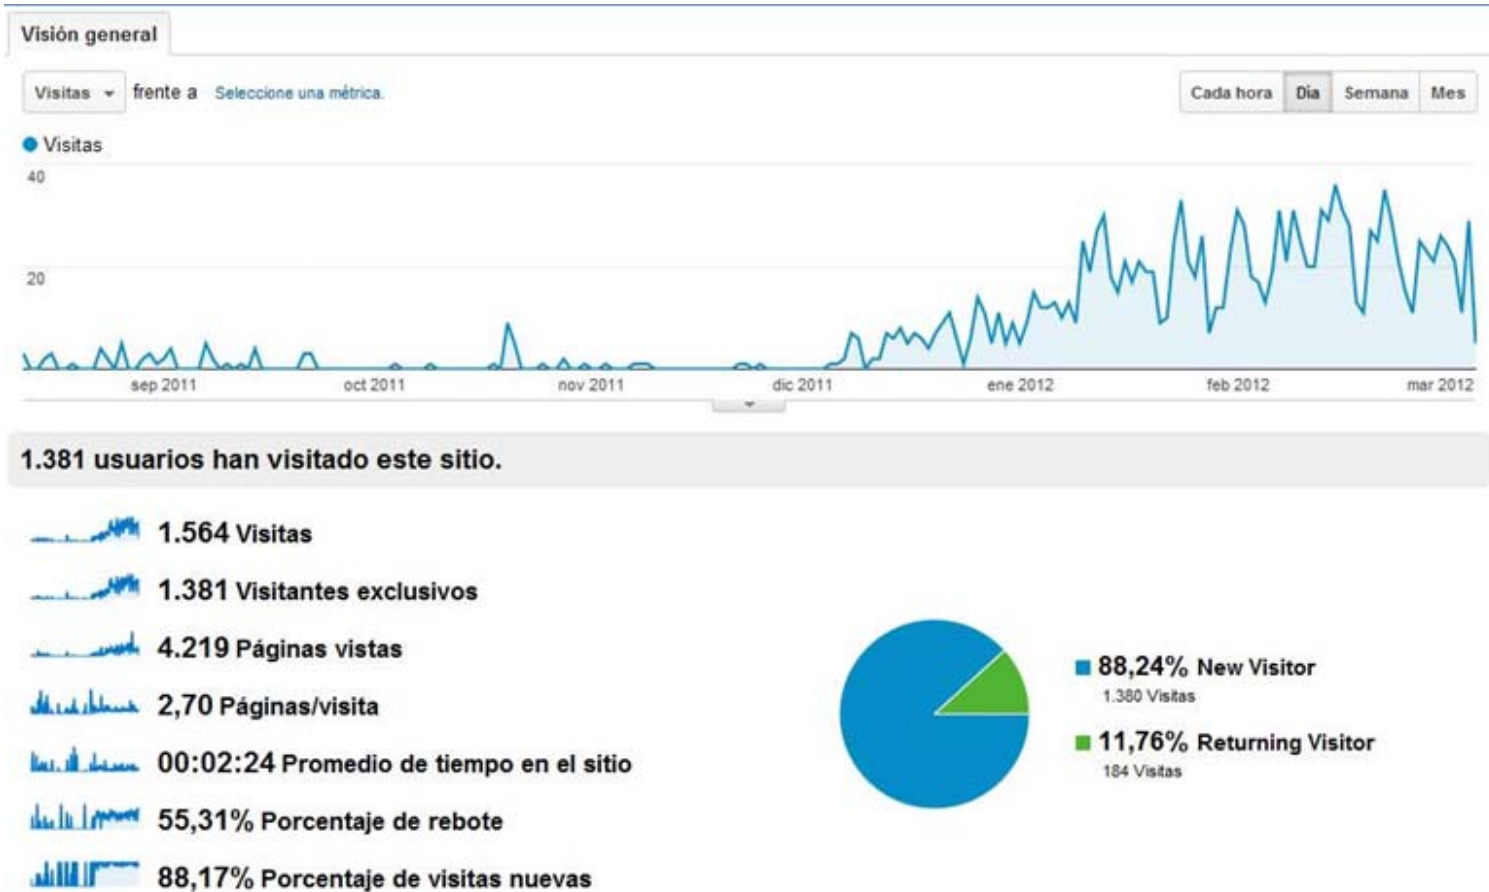 Visión general
Visitas frente a Seleccione una métrica.
Cada hora Día Semana Mes
Visitas
40
20
sep 2011 oct 2011 nov 2011 dic 2011 ene 2012 feb 2012 mar 2012
1.381 usuarios han visitado este sitio.
1.564 Visitas
1.381 Visitantes exclusivos
4.219 Páginas vistas
2,70 Páginas/visita
00:02:24 Promedio de tiempo en el sitio
55,31% Porcentaje de rebote
88,17% Porcentaje de visitas nuevas
88,24% New Visitor
1.380 Visitas
11,76% Returning Visitor
184 Visitas